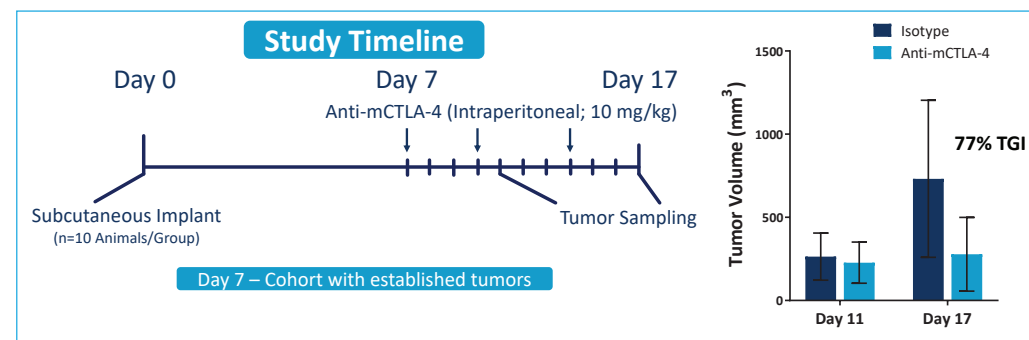 Study Timeline
Day 0
Day 7
Day 17
Anti-mCTLA-4 (Intraperitoneal; 10 mg/kg)
Subcutaneous Implant
(n=10 Animals/Group)
Tumor Sampling
Day 7 – Cohort with established tumors
Isotype
Anti-mCTLA-4
Tumor Volume (mm³)
1500
1000
500
0
77% TGI
Day 11
Day 17